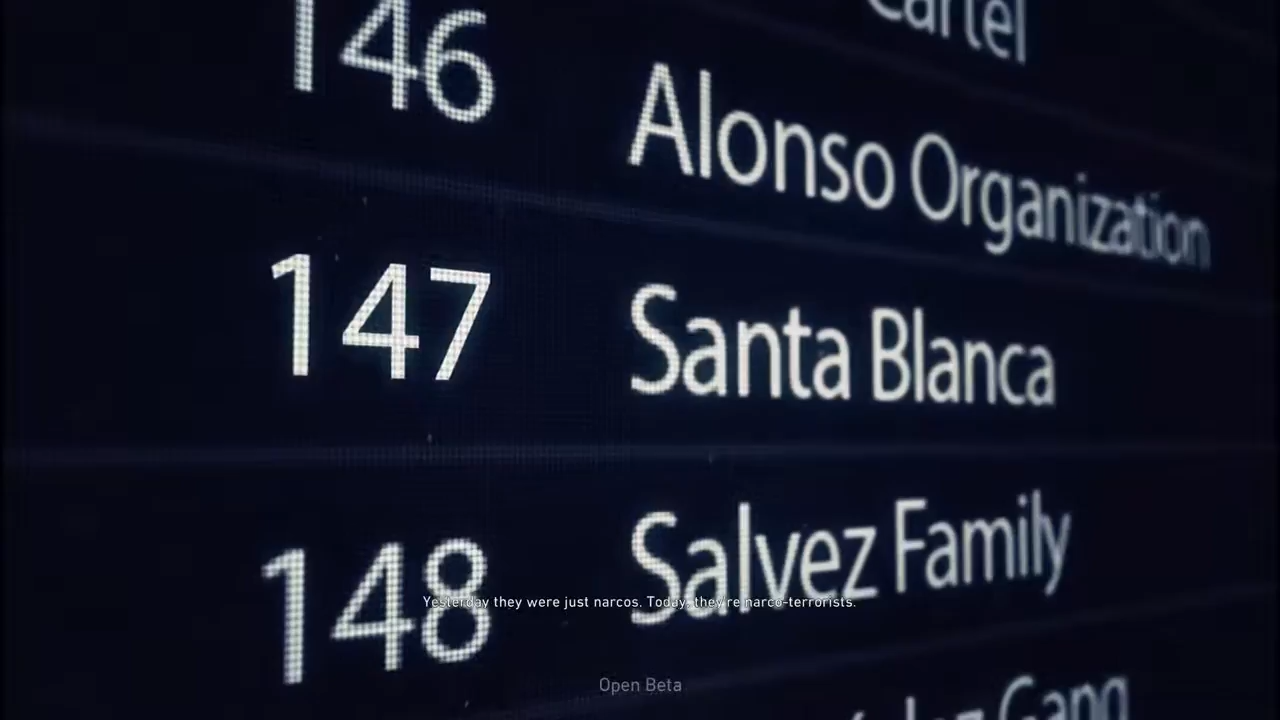 Cartel
146 Alonso Organization
147 Santa Blanca
148 Salvez Family
Yesterday they were just narcos. Today, they're narco-terrorists.
Gang
Open Beta